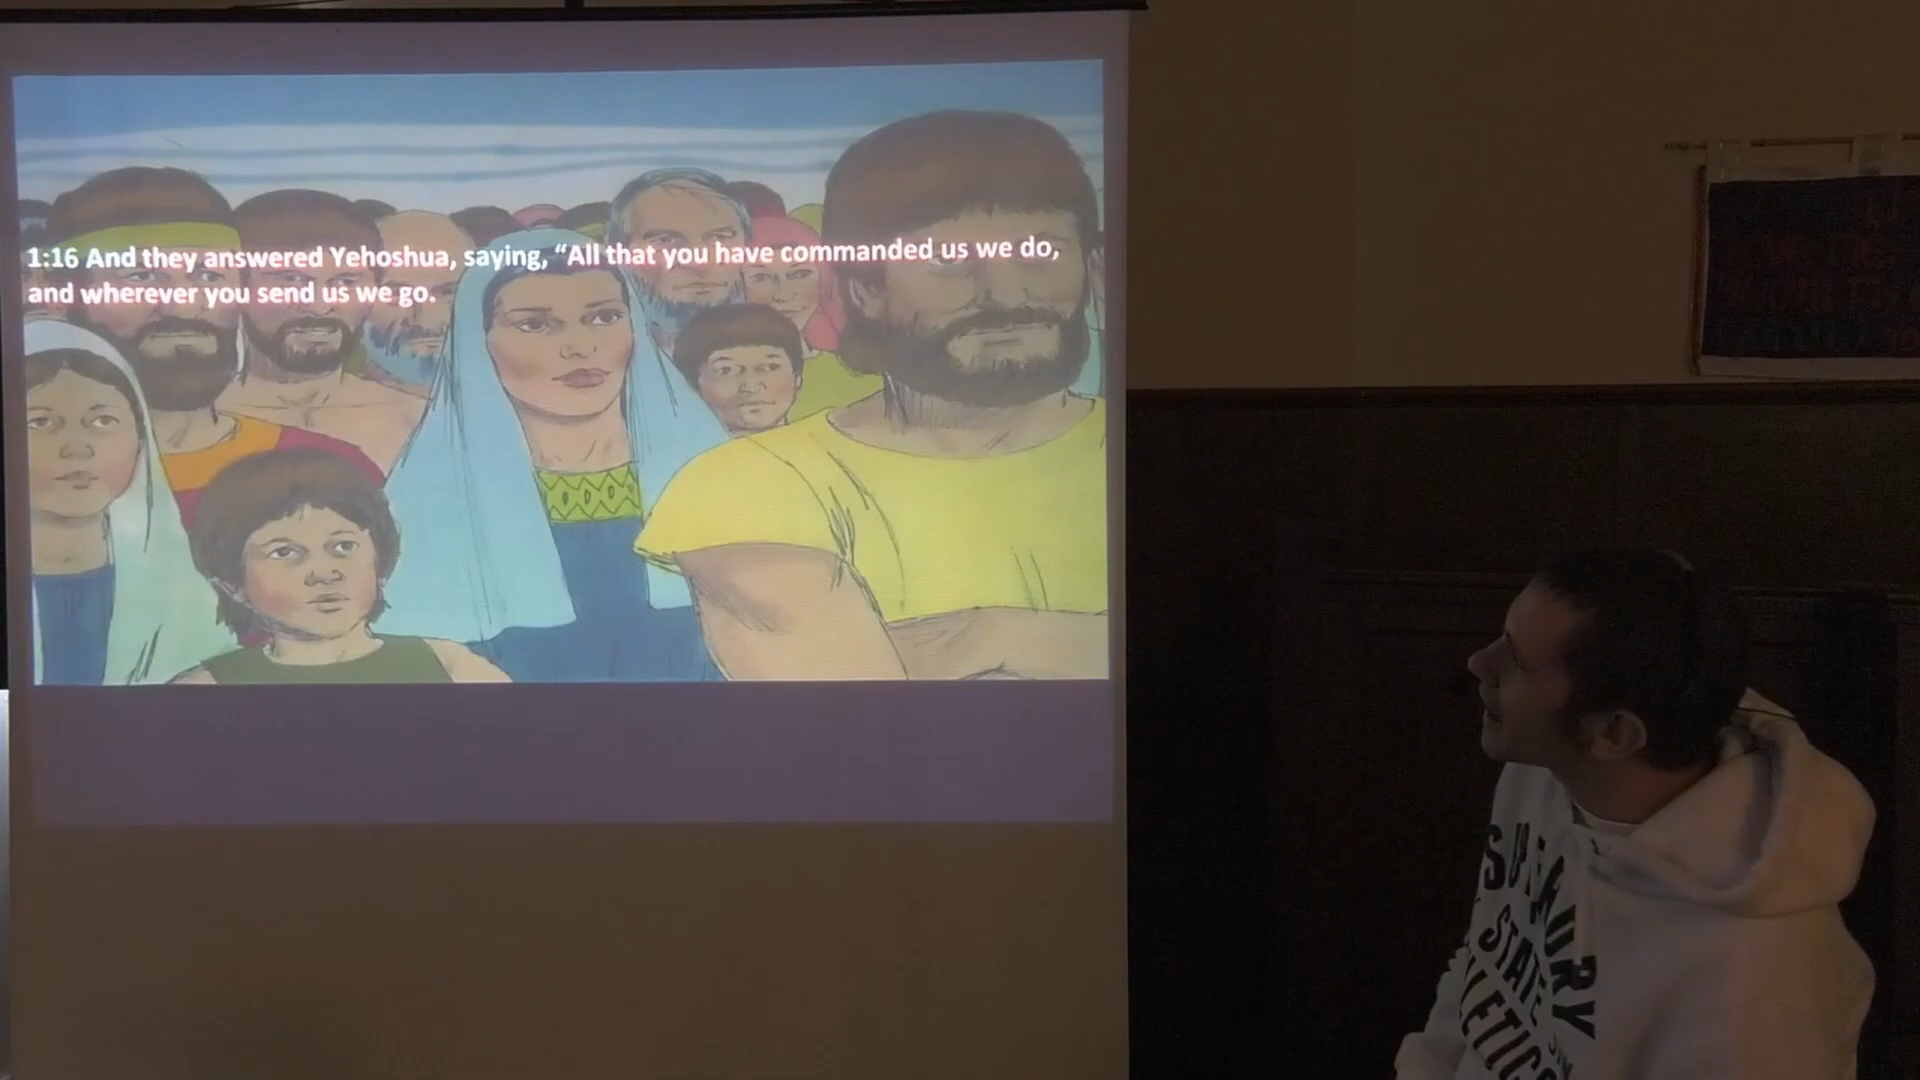 1:16 And they answered Yehoshua, saying, “All that you have commanded us we do,
and wherever you send us we go.
STATE